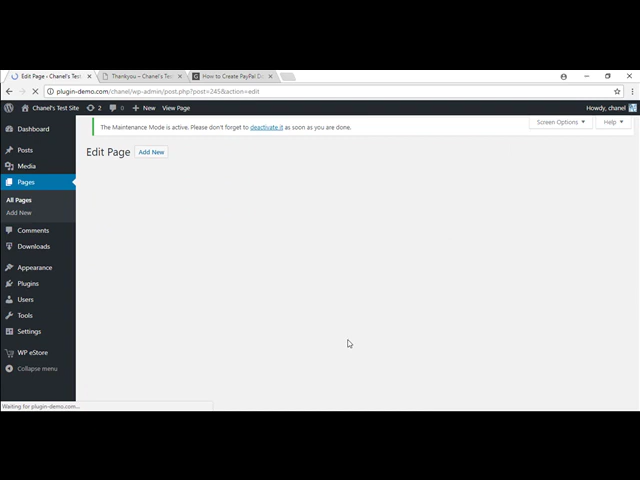 Edit Page - Chanel's Test
Thankyou – Chanel's Test
How to Create PayPal D
plugin-demo.com/chanel/wp-admin/post.php?post=245&action=edit
Chanel's Test Site 2 0 New View Page Howdy, chanel
Dashboard
Posts
Media
Pages
All Pages
Add New
Comments
Downloads
Appearance
Plugins
Users
Tools
Settings
WP eStore
Collapse menu
The Maintenance Mode is active. Please don't forget to deactivate it as soon as you are done.
Screen Options Help
Edit Page Add New
Waiting for plugin-demo.com...